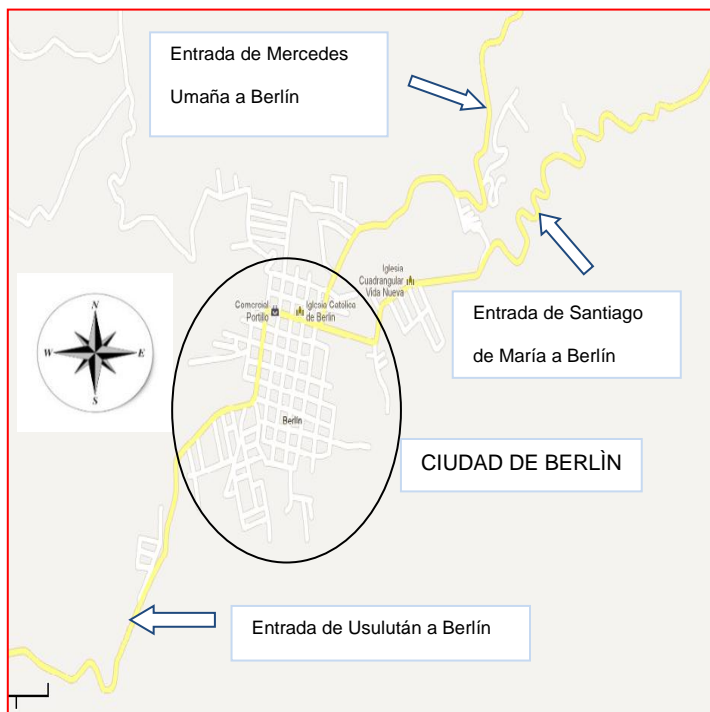 Entrada de Mercedes
Umaña a Berlín
Iglesia
Cuadrangular
Vida Nueva
Comercial
Portillo
Iglesia Católica
de Berlín
N
W
E
S
Entrada de Santiago
de María a Berlín
Berlín
CIUDAD DE BERLÌN
Entrada de Usulután a Berlín